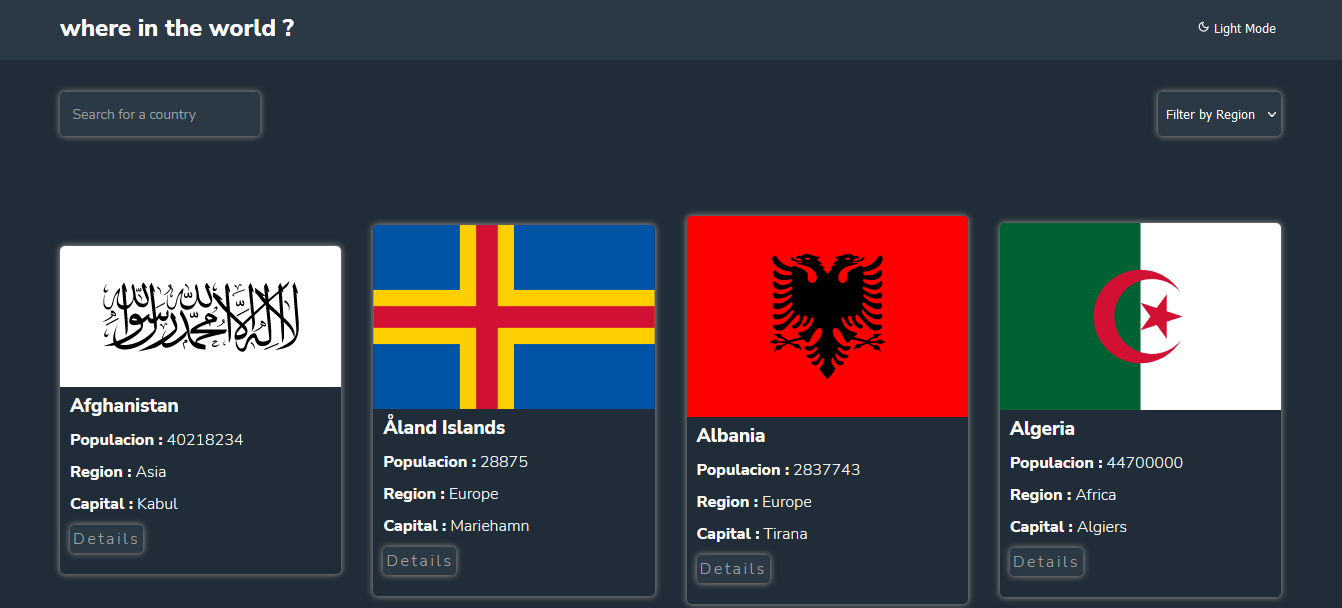 where in the world ?
Light Mode
Search for a country
Filter by Region
لا إله إلا الله محمد رسول الله
Afghanistan
Populacion : 40218234
Region : Asia
Capital : Kabul
Details
Åland Islands
Populacion : 28875
Region : Europe
Capital : Mariehamn
Details
Albania
Populacion : 2837743
Region : Europe
Capital : Tirana
Details
Algeria
Populacion : 44700000
Region : Africa
Capital : Algiers
Details